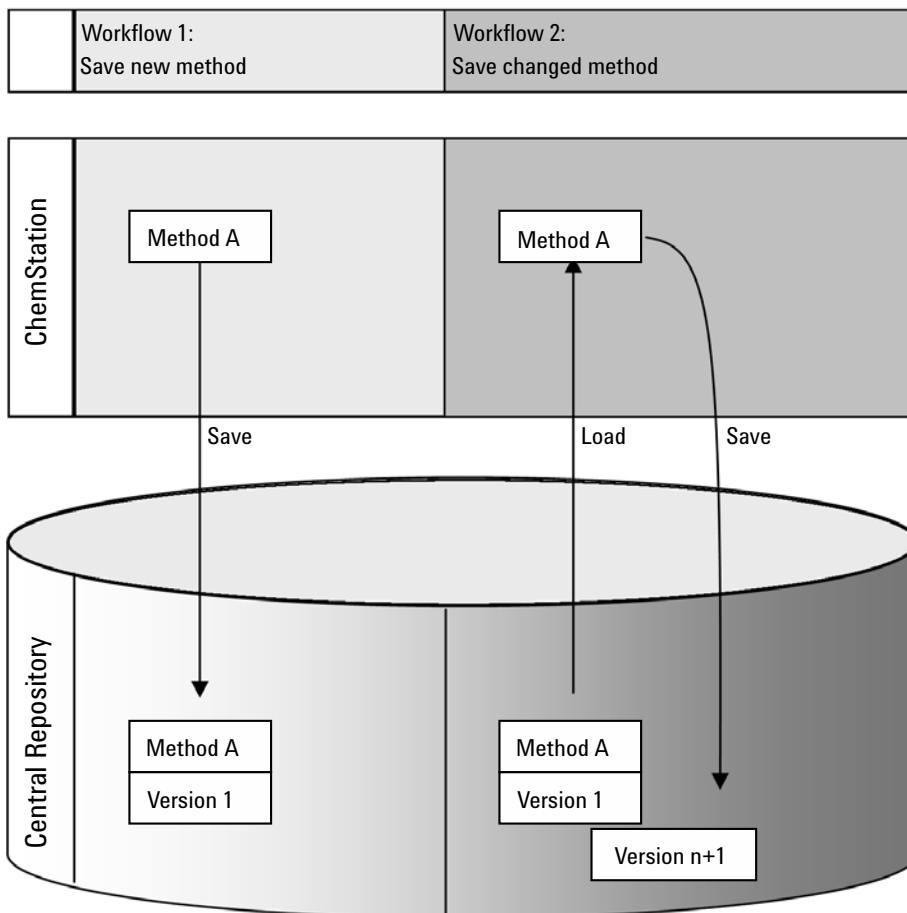 Workflow 1:
Save new method
Workflow 2:
Save changed method
ChemStation
Method A
Method A
Save
Load
Save
Central Repository
Method A
Version 1
Method A
Version 1
Version n+1